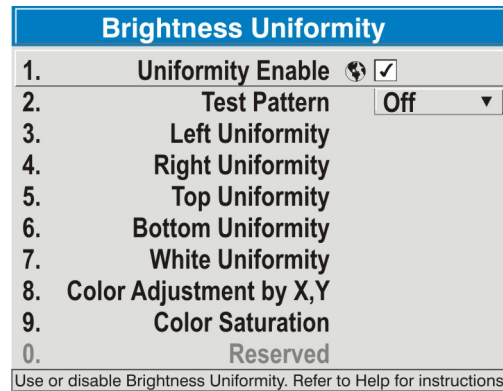 Brightness Uniformity
1. Uniformity Enable
2. Test Pattern Off
3. Left Uniformity
4. Right Uniformity
5. Top Uniformity
6. Bottom Uniformity
7. White Uniformity
8. Color Adjustment by X,Y
9. Color Saturation
0. Reserved
Use or disable Brightness Uniformity. Refer to Help for instructions